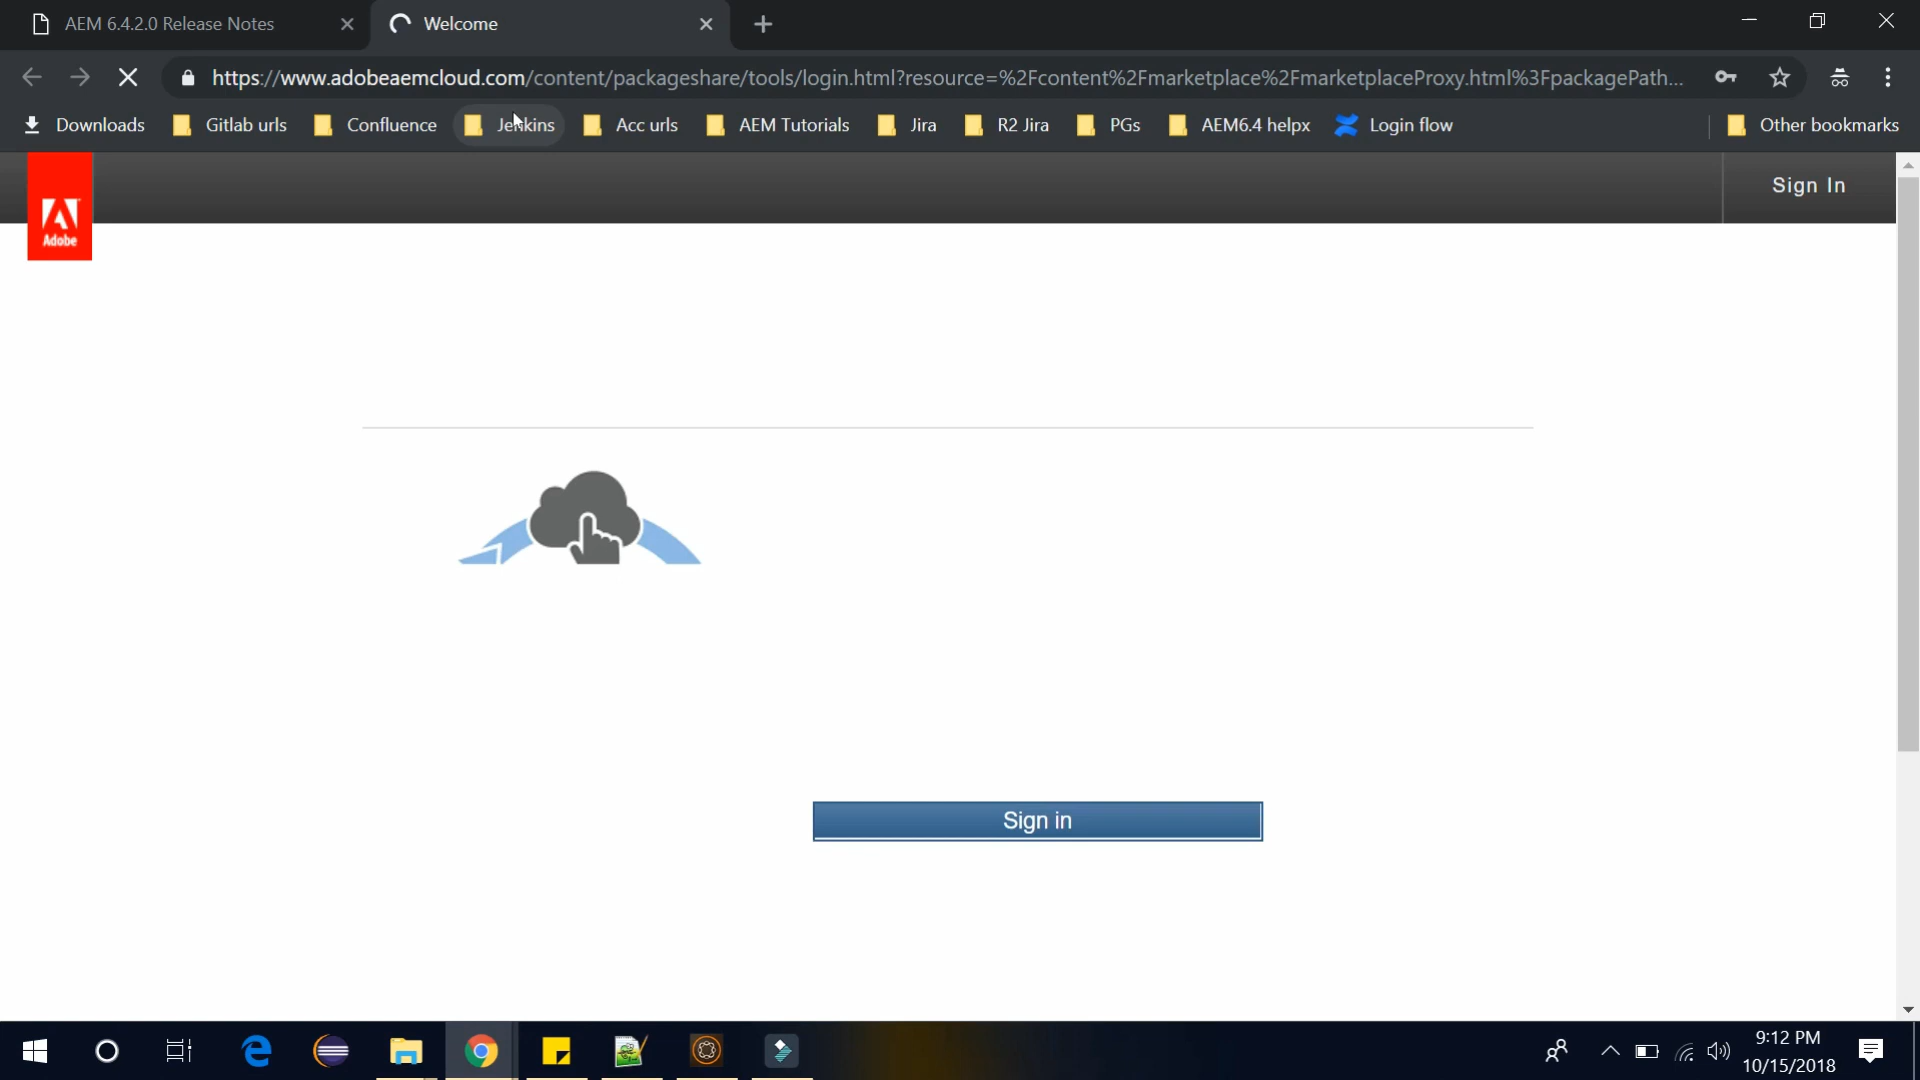 AEM 6.4.2.0 Release Notes
Welcome
https://www.adobeaemcloud.com/content/packageshare/tools/login.html?resource=%2Fcontent%2Fmarketplace%2FmarketplaceProxy.html%3FpackagePath...
Downloads
Gitlab urls
Confluence
Jenkins
Acc urls
AEM Tutorials
Jira
R2 Jira
PGs
AEM6.4 helpx
Login flow
Other bookmarks
Sign In
Adobe
Sign in
9:12 PM
10/15/2018